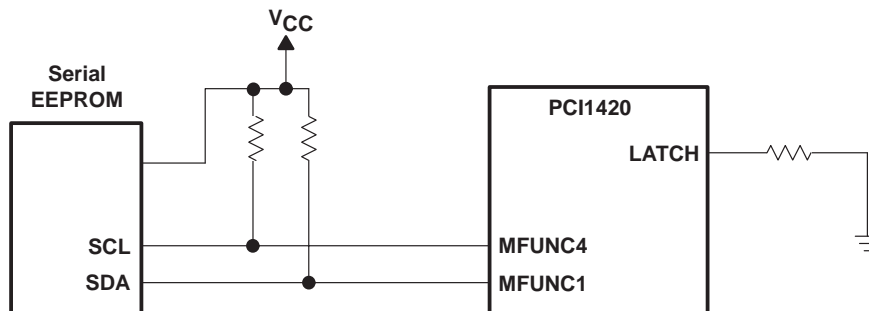 VCC
Serial
EEPROM
PCI1420
LATCH
SCL
MFUNC4
SDA
MFUNC1